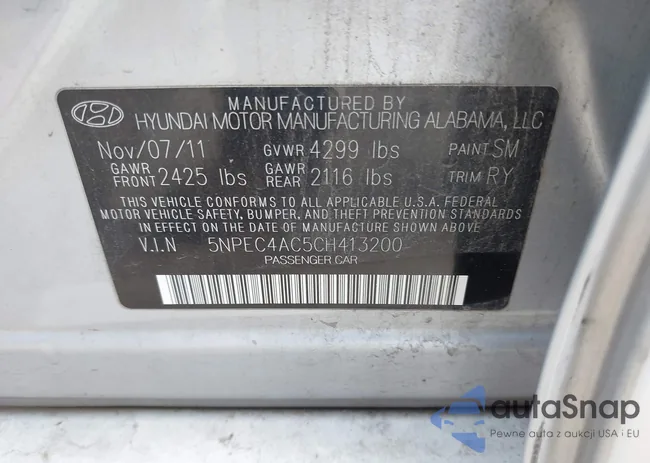 MANUFACTURED BY
HYUNDAI MOTOR MANUFACTURING ALABAMA, LLC
Nov/07/11 GVWR 4299 lbs PAINT SM
GAWR FRONT 2425 lbs GAWR REAR 2116 lbs TRIM RY
THIS VEHICLE CONFORMS TO ALL APPLICABLE U.S.A. FEDERAL
MOTOR VEHICLE SAFETY, BUMPER, AND THEFT PREVENTION STANDARDS
IN EFFECT ON THE DATE OF MANUFACTURE SHOWN ABOVE
V.I.N 5NPEC4AC5CH413200
PASSENGER CAR
autaSnap
Pewne auta z aukcji USA i EU